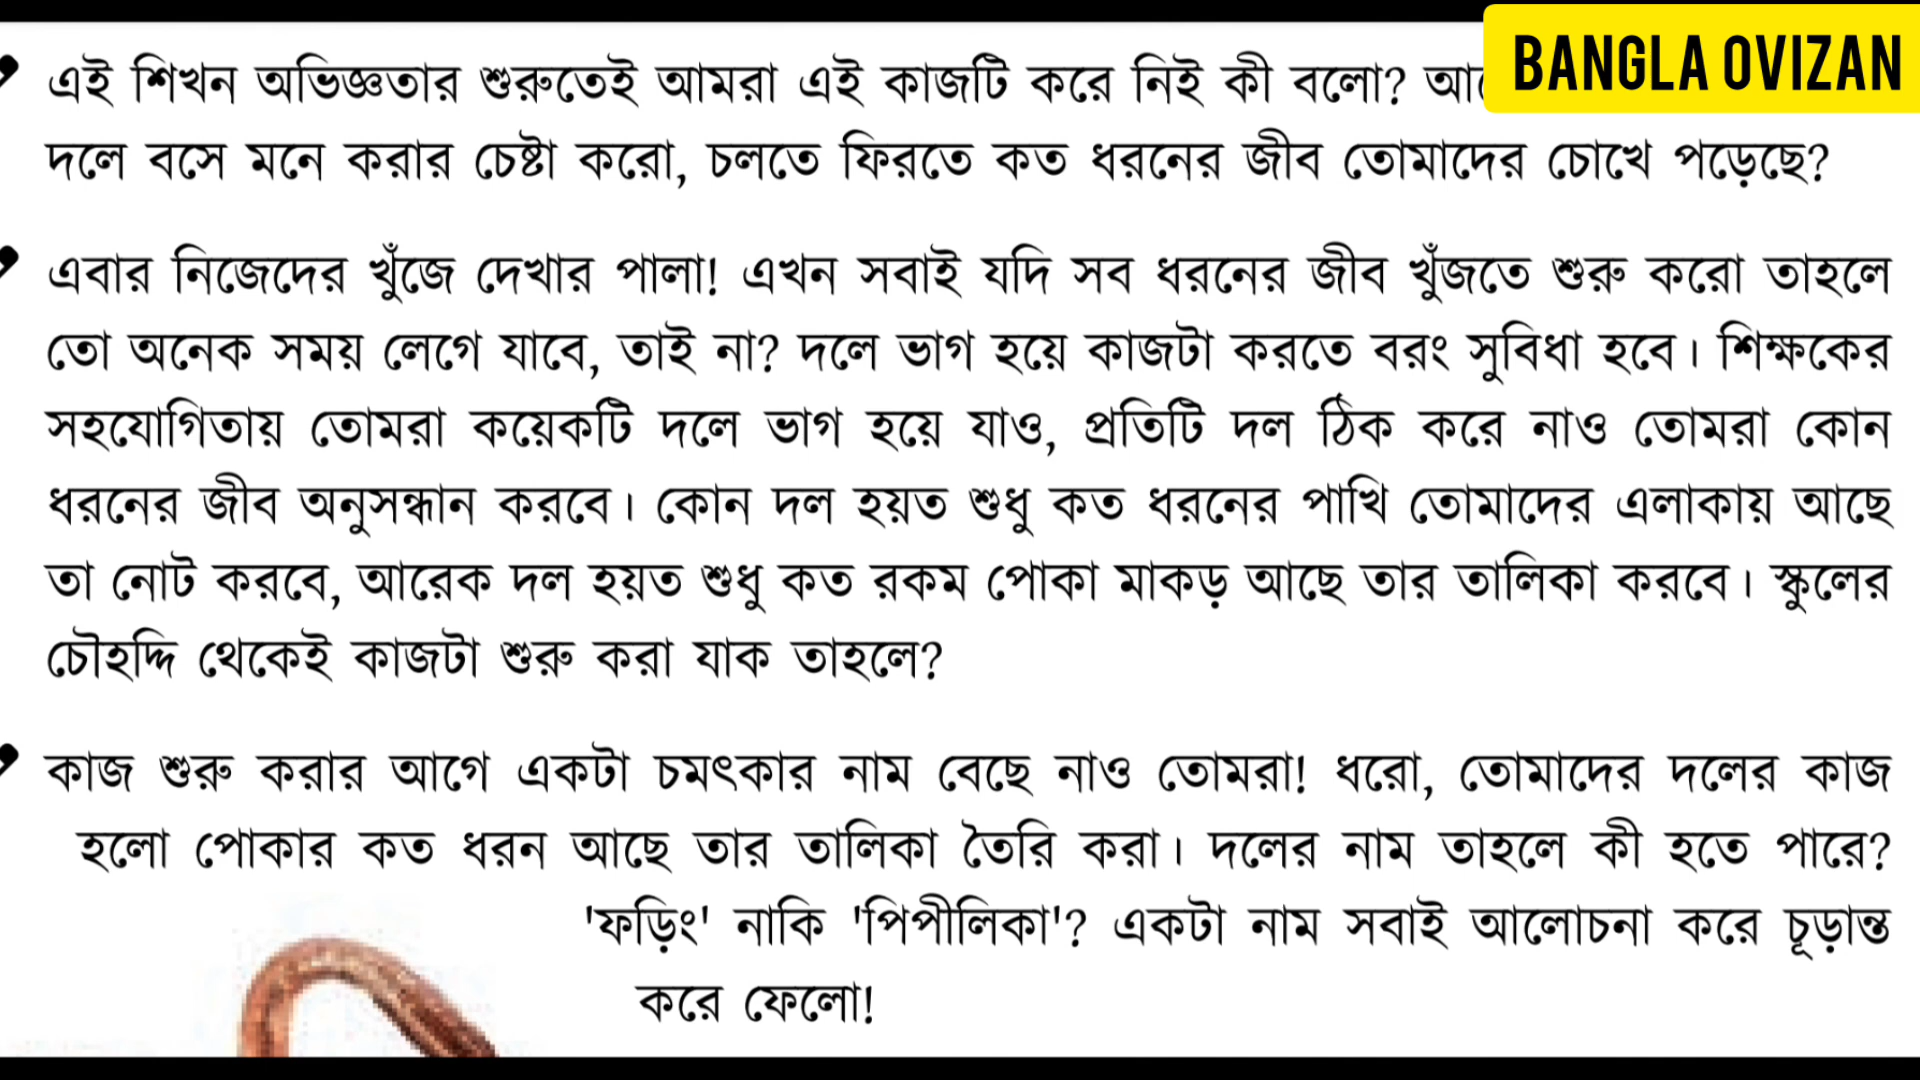 এই শিখন অভিজ্ঞতার শুরুতেই আমরা এই কাজটি করে নিই কী বলো?
BANGLA OVIZAN
দলে বসে মনে করার চেষ্টা করো, চলতে ফিরতে কত ধরনের জীব তোমাদের চোখে পড়েছে?
এবার নিজেদের খুঁজে দেখার পালা! এখন সবাই যদি সব ধরনের জীব খুঁজতে শুরু করো তাহলে
তো অনেক সময় লেগে যাবে, তাই না? দলে ভাগ হয়ে কাজটা করতে বরং সুবিধা হবে। শিক্ষকের
সহযোগিতায় তোমরা কয়েকটি দলে ভাগ হয়ে যাও, প্রতিটি দল ঠিক করে নাও তোমরা কোন
ধরনের জীব অনুসন্ধান করবে। কোন দল হয়ত শুধু কত ধরনের পাখি তোমাদের এলাকায় আছে
তা নোট করবে, আরেক দল হয়ত শুধু কত রকম পোকা মাকড় আছে তার তালিকা করবে। স্কুলের
চৌহদ্দি থেকেই কাজটা শুরু করা যাক তাহলে?
কাজ শুরু করার আগে একটা চমৎকার নাম বেছে নাও তোমরা! ধরো, তোমাদের দলের কাজ
হলো পোকার কত ধরন আছে তার তালিকা তৈরি করা। দলের নাম তাহলে কী হতে পারে?
'ফড়িং' নাকি 'পিপীলিকা'? একটা নাম সবাই আলোচনা করে চূড়ান্ত
করে ফেলো!